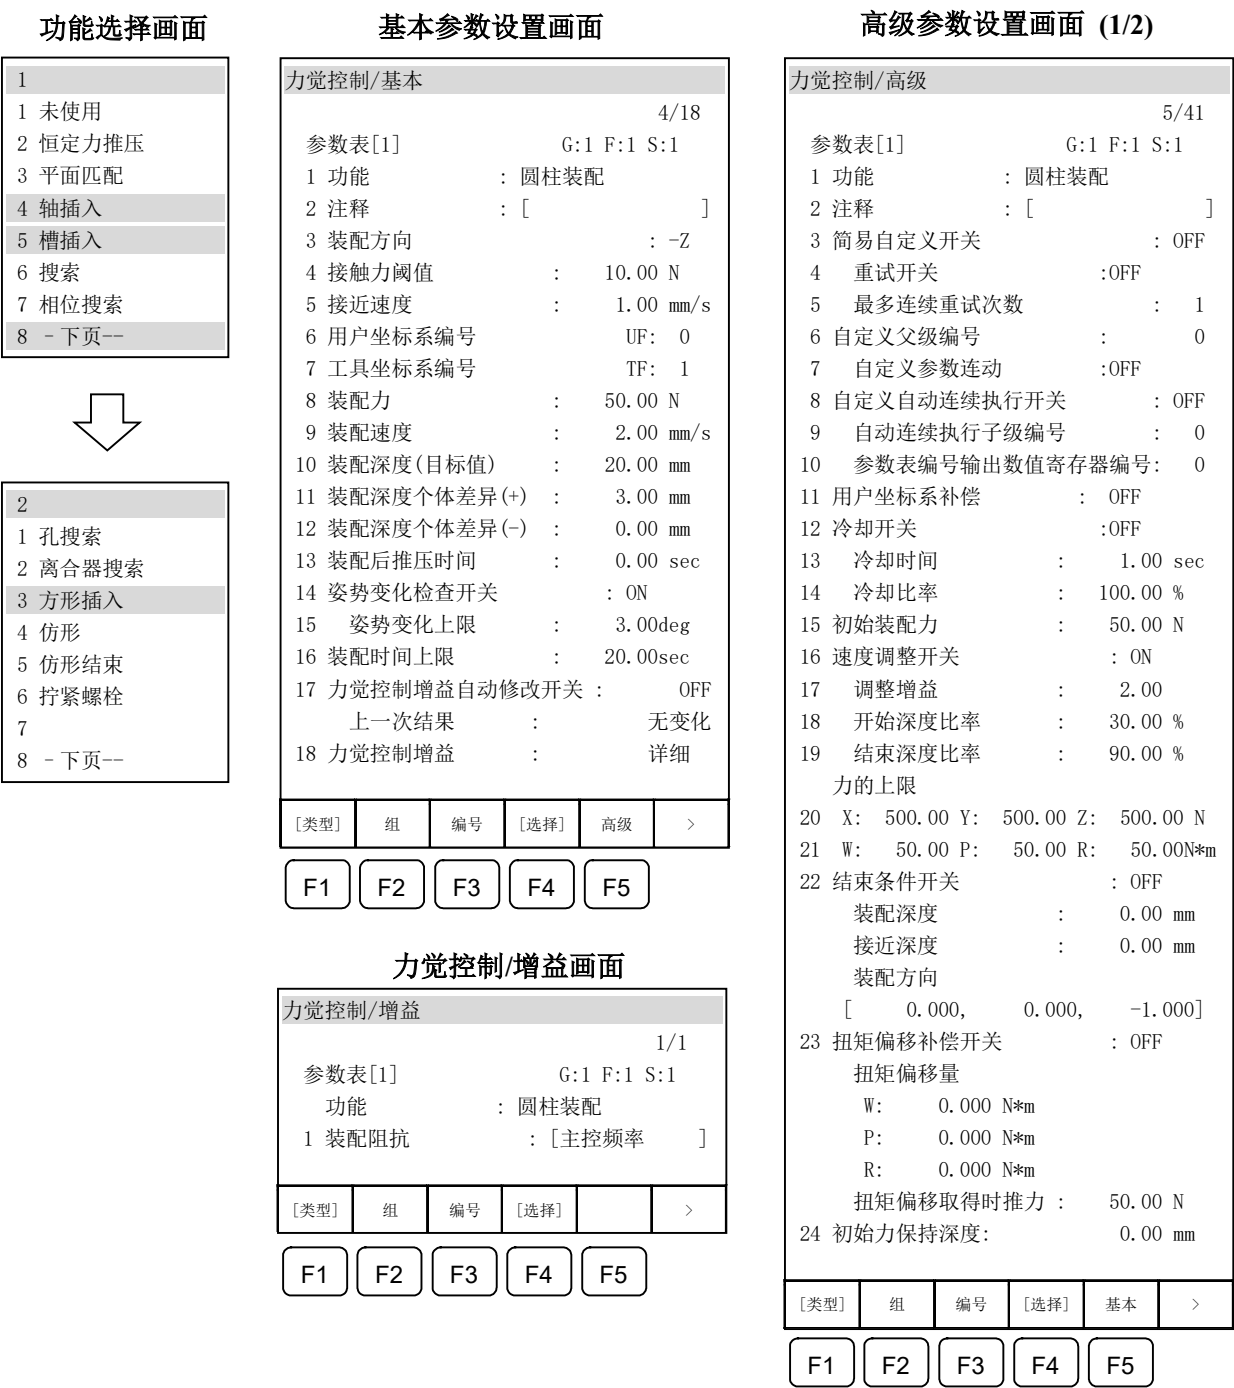 功能选择画面
1
1 未使用
2 恒定力推压
3 平面匹配
4 轴插入
5 槽插入
6 搜索
7 相位搜索
8 －下页--
2
1 孔搜索
2 离合器搜索
3 方形插入
4 仿形
5 仿形结束
6 拧紧螺栓
7
8 －下页--
基本参数设置画面
力觉控制/基本
4/18
参数表[1] G:1 F:1 S:1
1 功能 : 圆柱装配
2 注释 : [ ]
3 装配方向 : -Z
4 接触力阈值 : 10.00 N
5 接近速度 : 1.00 mm/s
6 用户坐标系编号 UF: 0
7 工具坐标系编号 TF: 1
8 装配力 : 50.00 N
9 装配速度 : 2.00 mm/s
10 装配深度(目标值) : 20.00 mm
11 装配深度个体差异(+) : 3.00 mm
12 装配深度个体差异(-) : 0.00 mm
13 装配后推压时间 : 0.00 sec
14 姿势变化检查开关 : ON
15 姿势变化上限 : 3.00deg
16 装配时间上限 : 20.00sec
17 力觉控制增益自动修改开关 : OFF
上一次结果 : 无变化
18 力觉控制增益 : 详细
[类型] 组 编号 [选择] 高级 >
F1 F2 F3 F4 F5
力觉控制/增益画面
力觉控制/增益
1/1
参数表[1] G:1 F:1 S:1
功能 : 圆柱装配
1 装配阻抗 : [主控频率 ]
[类型] 组 编号 [选择] >
F1 F2 F3 F4 F5
高级参数设置画面 (1/2)
力觉控制/高级
5/41
参数表[1] G:1 F:1 S:1
1 功能 : 圆柱装配
2 注释 : [ ]
3 简易自定义开关 : OFF
4 重试开关 :OFF
5 最多连续重试次数 : 1
6 自定义父级编号 : 0
7 自定义参数连动 :OFF
8 自定义自动连续执行开关 : OFF
9 自动连续执行子级编号 : 0
10 参数表编号输出数值寄存器编号: 0
11 用户坐标系补偿 : OFF
12 冷却开关 :OFF
13 冷却时间 : 1.00 sec
14 冷却比率 : 100.00 %
15 初始装配力 : 50.00 N
16 速度调整开关 : ON
17 调整增益 : 2.00
18 开始深度比率 : 30.00 %
19 结束深度比率 : 90.00 %
力的上限
20 X: 500.00 Y: 500.00 Z: 500.00 N
21 W: 50.00 P: 50.00 R: 50.00N*m
22 结束条件开关 : OFF
装配深度 : 0.00 mm
接近深度 : 0.00 mm
装配方向
[ 0.000, 0.000, -1.000]
23 扭矩偏移补偿开关 : OFF
扭矩偏移量
W: 0.000 N*m
P: 0.000 N*m
R: 0.000 N*m
扭矩偏移取得时推力 : 50.00 N
24 初始力保持深度: 0.00 mm
[类型] 组 编号 [选择] 基本 >
F1 F2 F3 F4 F5